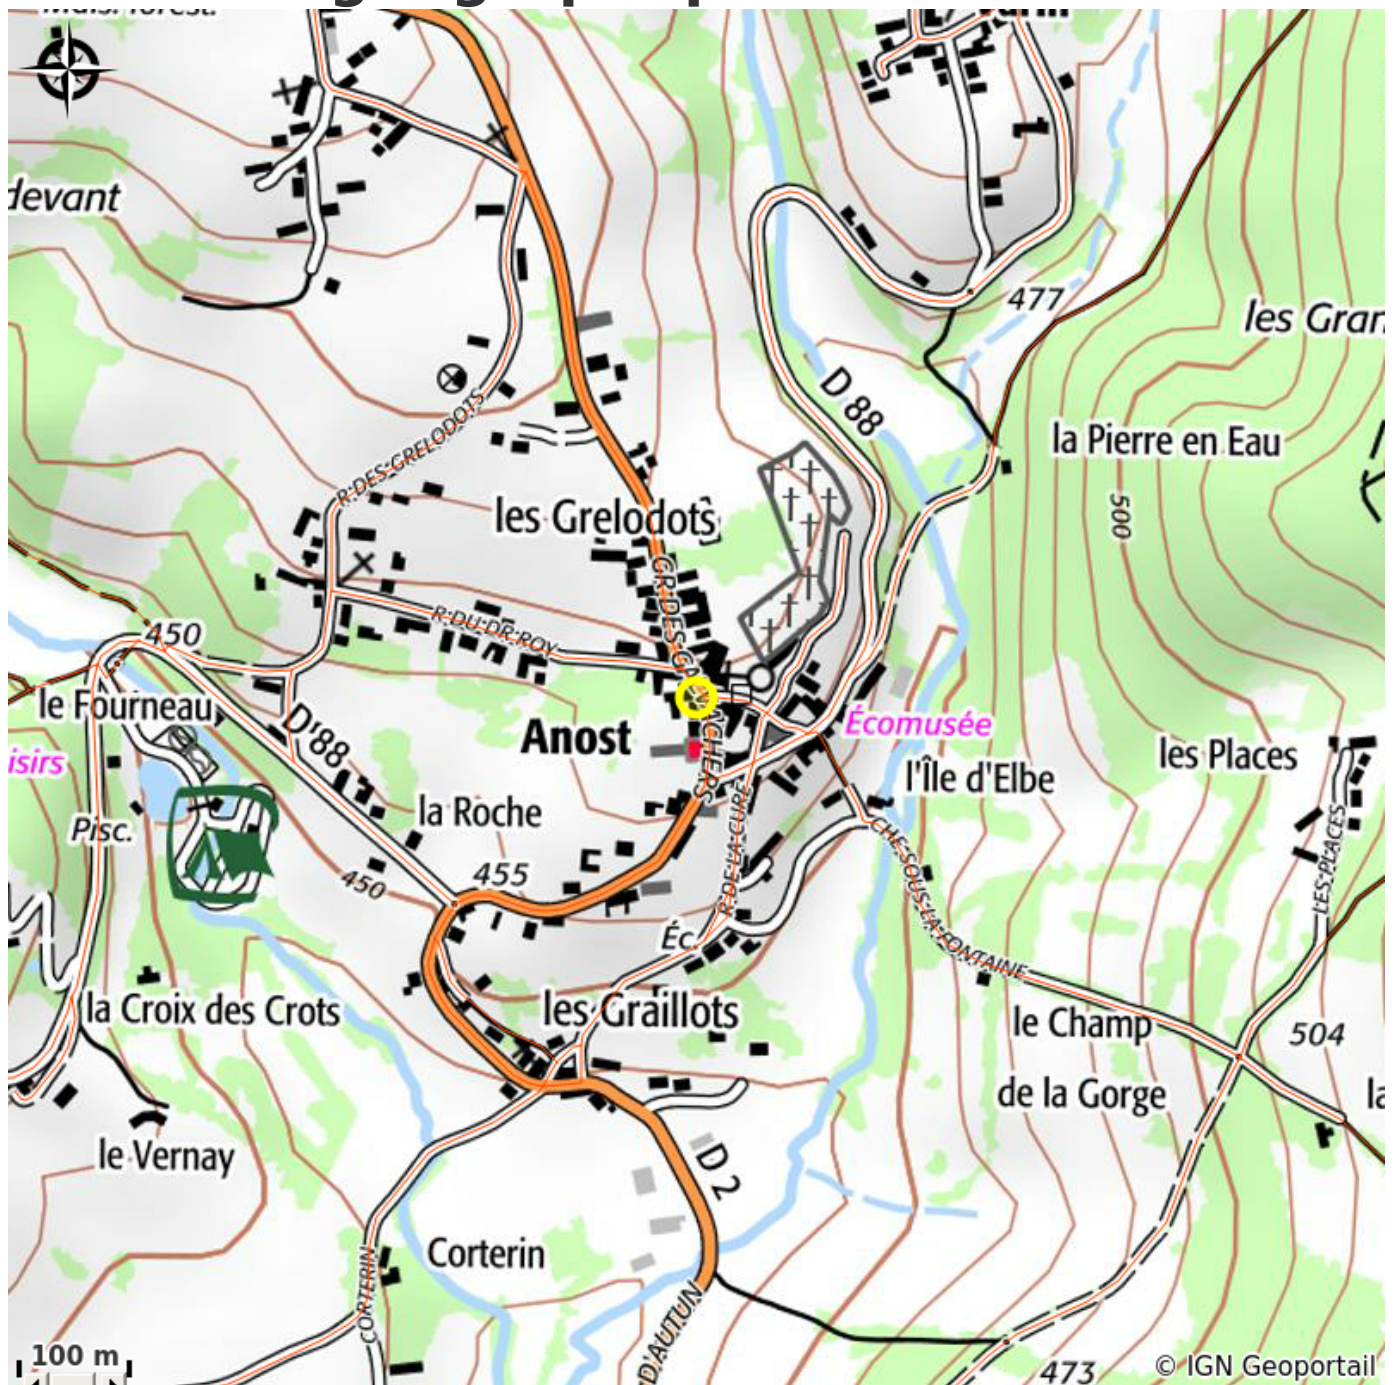 devant
477
les Gran
D 88
la Pierre en Eau
R DES GRELODOTS
500
les Grelodots
R DU DR ROY
450
le Fourneau
D 88
Anost
Écomusée
isirs
les Places
l'Île d'Elbe
la Roche
Pisc.
R DE LA CURE
LES PLACES
455
450
CHE SOUS LA FONTAINE
Éc.
la Croix des Crots
les Graillots
le Champ
de la Gorge
504
la
le Vernay
D 2
Corterin
CORTERIN
D'AUTUN
100 m
473
© IGN Geoportail